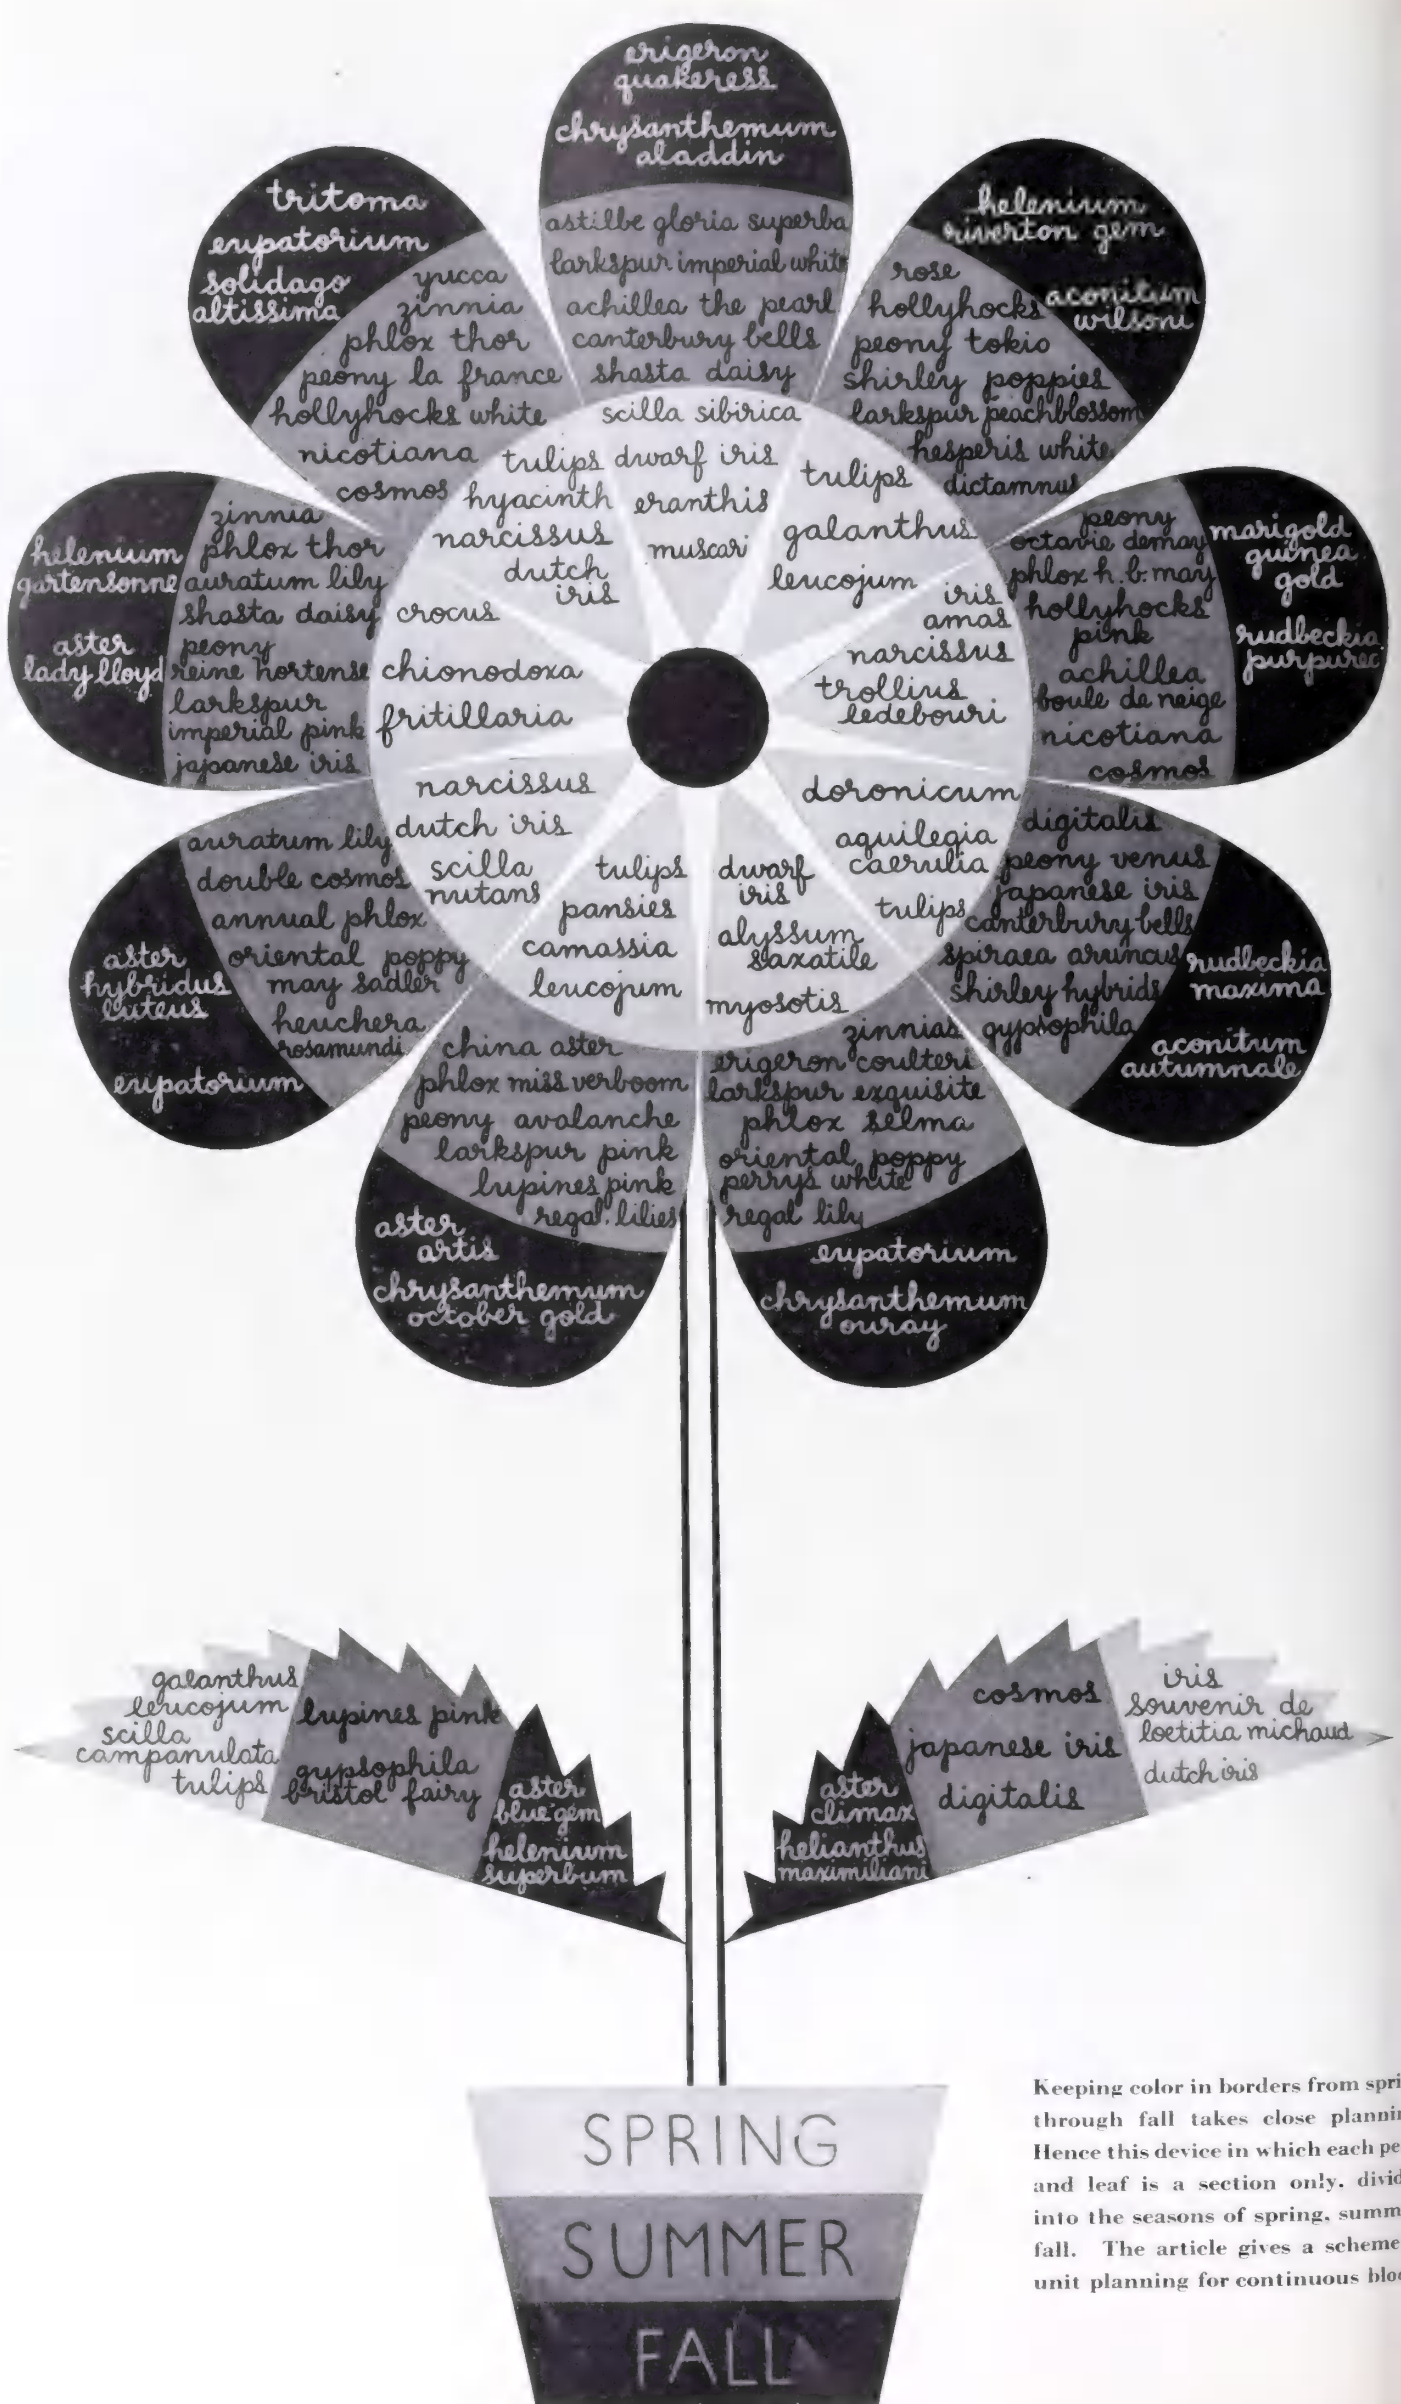 erigeron
quakeress
chrysanthemum
aladdin
astilbe gloria superba
larkspur imperial white
achillea the pearl
canterbury bells
shasta daisy
scilla sibirica
dwarf iris
eranthis
muscari
helenium
riverton gem
aconitum
wilsoni
rose
hollyhocks
peony tokio
shirley poppies
larkspur peachblossom
hesperis white
dictamnus
tulips
galanthus
leucojum
marigold
guinea
gold
rudbeckia
purpurec
peony
octavie demay
phlox h.b. may
hollyhocks
pink
achillea
boule de neige
nicotiana
cosmos
iris
amas
narcissus
trollius
ledebouri
rudbeckia
maxima
aconitum
autumnale
digitalis
peony venus
japanese iris
canterbury bells
spiraea aruncus
shirley hybrids
gypsophila
doronicum
aquilegia
caerulia
tulips
eupatorium
chrysanthemum
ouray
zinnias
erigeron coulteri
larkspur exquisite
phlox selma
oriental poppy
perrys white
regal lily
dwarf
iris
alyssum
saxatile
myosotis
aster
artis
chrysanthemum
october gold
china aster
phlox miss verboom
peony avalanche
larkspur pink
lupines pink
regal lilies
tulips
pansies
camassia
leucojum
aster
hybridus
luteus
eupatorium
auratum lily
double cosmos
annual phlox
oriental poppy
may sadler
heuchera
rosamundi
narcissus
dutch iris
scilla
nutans
helenium
gartensonne
aster
lady lloyd
zinnia
phlox thor
auratum lily
shasta daisy
peony
reine hortense
larkspur
imperial pink
japanese iris
crocus
chionodoxa
fritillaria
tritoma
eupatorium
solidago
altissima
yucca
zinnia
phlox thor
peony la france
hollyhocks white
nicotiana
cosmos
tulips
hyacinth
narcissus
dutch
iris
galanthus
leucojum
scilla
campanulata
tulips
lupines pink
gypsophila
bristol fairy
aster
blue gem
helenium
superbum
aster
climax
helianthus
maximiliani
cosmos
japanese iris
digitalis
iris
souvenir de
loetitia michaud
dutch iris
SPRING
SUMMER
FALL
Keeping color in borders from spri
through fall takes close plannin
Hence this device in which each pe
and leaf is a section only, divid
into the seasons of spring, summ
fall. The article gives a scheme
unit planning for continuous bloo